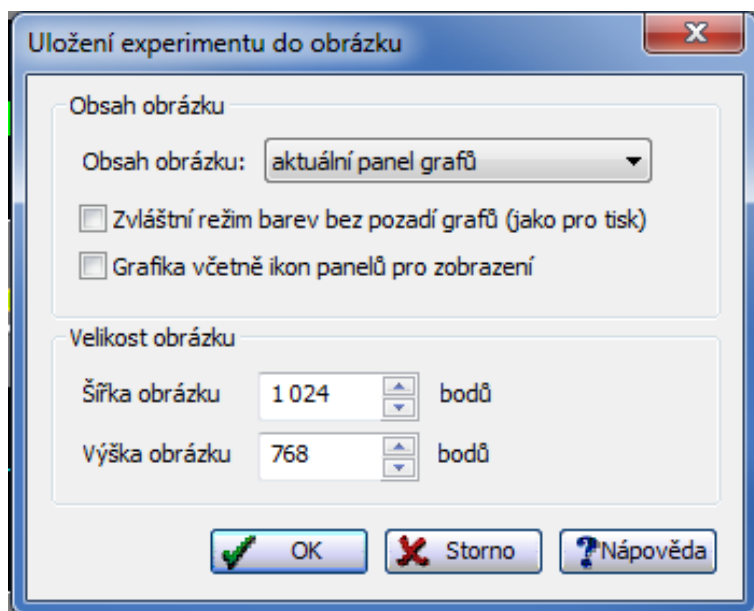 Uložení experimentu do obrázku
Obsah obrázku
Obsah obrázku: aktuální panel grafů
Zvláštní režim barev bez pozadí grafů (jako pro tisk)
Grafika včetně ikon panelů pro zobrazení
Velikost obrázku
Šířka obrázku 1 024 bodů
Výška obrázku 768 bodů
OK Storno Nápověda